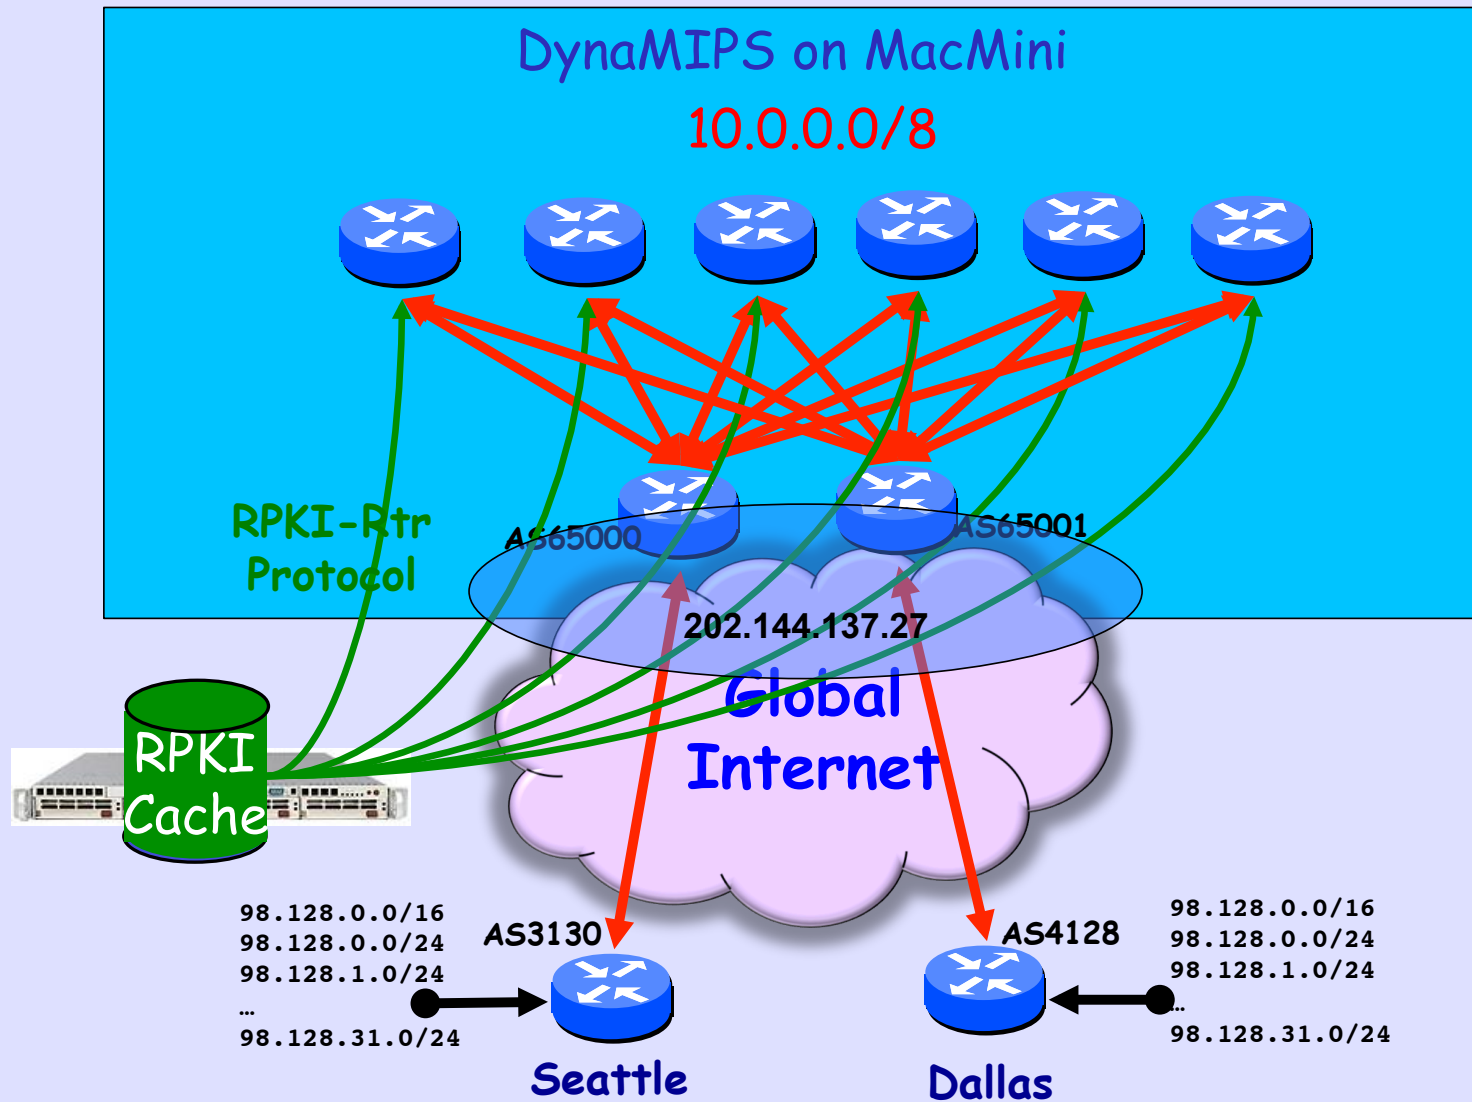 DynaMIPS on MacMini
10.0.0.0/8
RPKI-Rtr
Protocol
AS65000
AS65001
202.144.137.27
Global
Internet
RPKI
Cache
98.128.0.0/16
98.128.0.0/24
98.128.1.0/24
…
98.128.31.0/24
AS3130
Seattle
AS4128
Dallas
98.128.0.0/16
98.128.0.0/24
98.128.1.0/24
…
98.128.31.0/24